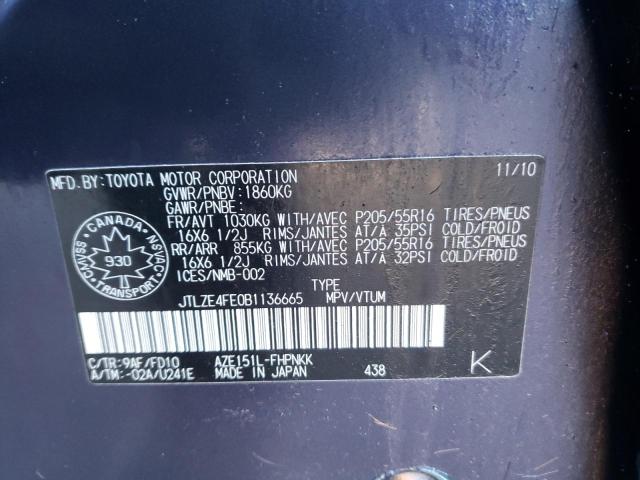 MFD.BY:TOYOTA MOTOR CORPORATION 11/10
GVWR/PNBV:1860KG
GAWR/PNBE:
FR/AVT 1030KG WITH/AVEC P205/55R16 TIRES/PNEUS
16X6 1/2J RIMS/JANTES AT/À 35PSI COLD/FROID
RR/ARR 855KG WITH/AVEC P205/55R16 TIRES/PNEUS
16X6 1/2J RIMS/JANTES AT/À 32PSI COLD/FROID
ICES/NMB-002
CANADA
CMVSS 930 NSVAC
TRANSPORT
TYPE
JTLZE4FE0B1136665 MPV/VTUM
C/TR:9AF/FD10 AZE151L-FHPNKK
A/TM:-02A/U241E MADE IN JAPAN 438 K